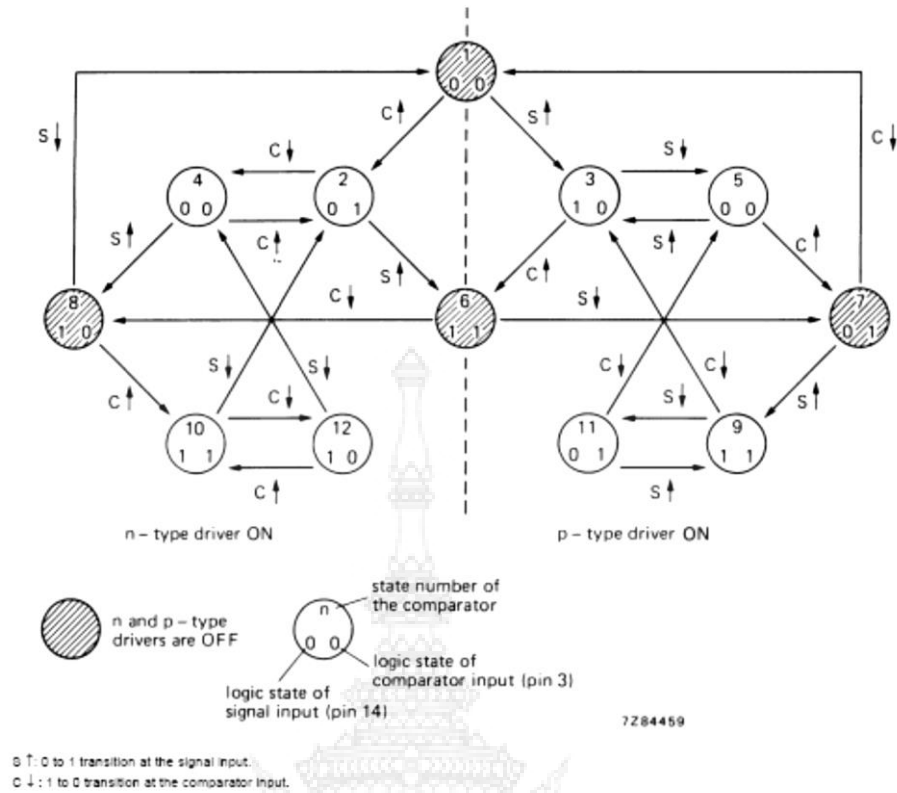 1
0 0
C↑
S↑
S↓
C↓
C↓
S↓
4
0 0
2
0 1
3
1 0
5
0 0
S↑
C↑
S↑
C↑
S↑
C↑
C↓
S↓
8
1 0
6
1 1
7
0 1
C↑
S↓
S↓
C↓
C↓
S↑
10
1 1
C↓
12
1 0
11
0 1
S↓
9
1 1
C↑
S↑
n – type driver ON
p – type driver ON
n and p – type
drivers are OFF
n
0 0
state number of
the comparator
logic state of
comparator input (pin 3)
logic state of
signal input (pin 14)
7Z84459
S ↑: 0 to 1 transition at the signal input.
C ↓: 1 to 0 transition at the comparator input.